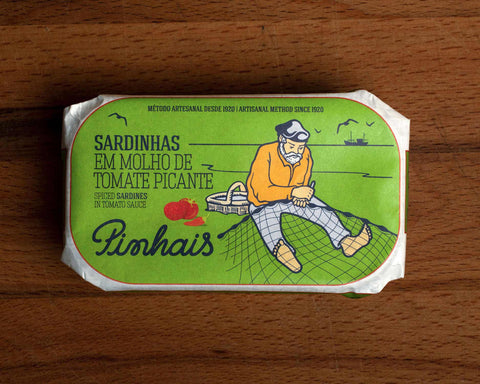 MÉTODO ARTESANAL DESDE 1920 | ARTISANAL METHOD SINCE 1920
SARDINHAS
EM MOLHO DE
TOMATE PICANTE
SPICED SARDINES
IN TOMATO SAUCE
Pinhais